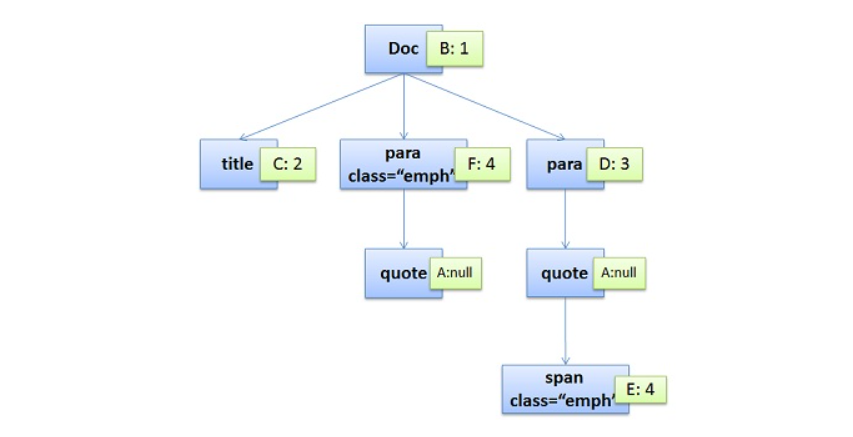 Doc B: 1
title C: 2
para
class=“emph” F: 4
para D: 3
quote A:null
quote A:null
span
class=“emph” E: 4